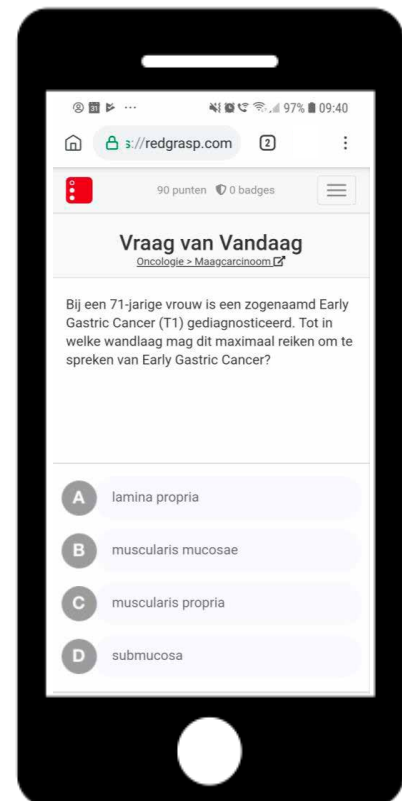 31 ... 97% 09:40
s://redgrasp.com 2
90 punten 0 badges
Vraag van Vandaag
Oncologie > Maagcarcinoom
Bij een 71-jarige vrouw is een zogenaamd Early
Gastric Cancer (T1) gediagnosticeerd. Tot in
welke wandlaag mag dit maximaal reiken om te
spreken van Early Gastric Cancer?
A lamina propria
B muscularis mucosae
C muscularis propria
D submucosa